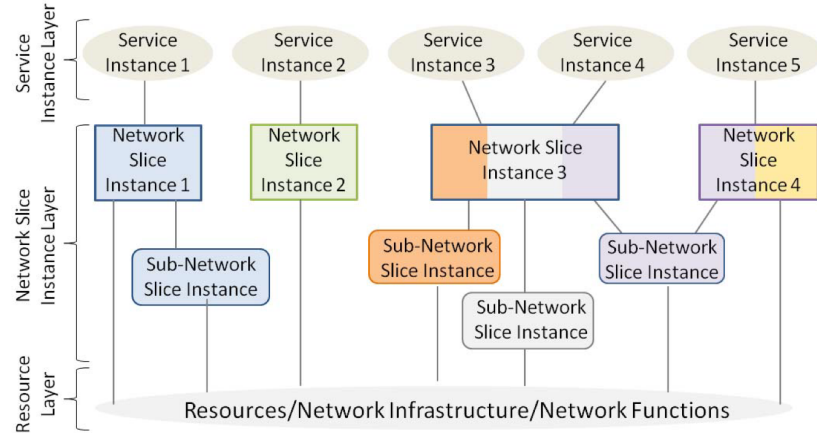 Service
Instance Layer
Service
Instance 1
Service
Instance 2
Service
Instance 3
Service
Instance 4
Service
Instance 5
Network Slice
Instance Layer
Network
Slice
Instance 1
Network
Slice
Instance 2
Network Slice
Instance 3
Network
Slice
Instance 4
Sub-Network
Slice Instance
Sub-Network
Slice Instance
Sub-Network
Slice Instance
Sub-Network
Slice Instance
Resource
Layer
Resources/Network Infrastructure/Network Functions